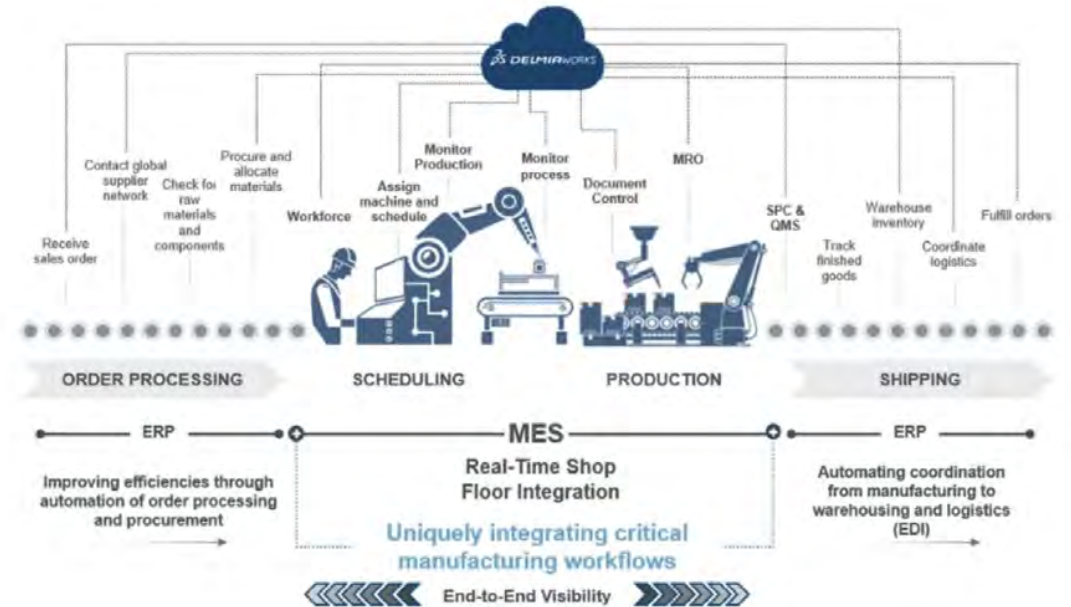 DELMIAWORKS
Contact global
supplier
network
Procure and
allocate
materials
Monitor
Production
Monitor
process
MRO
Check for
raw
materials
and
components
Assign
machine and
schedule
Document
Control
Workforce
SPC &
QMS
Warehouse
inventory
Fulfill orders
Receive
sales order
Track
finished
goods
Coordinate
logistics
ORDER PROCESSING
SCHEDULING
PRODUCTION
SHIPPING
ERP
MES
ERP
Improving efficiencies through
automation of order processing
and procurement
Real-Time Shop
Floor Integration
Automating coordination
from manufacturing to
warehousing and logistics
(EDI)
Uniquely integrating critical
manufacturing workflows
End-to-End Visibility